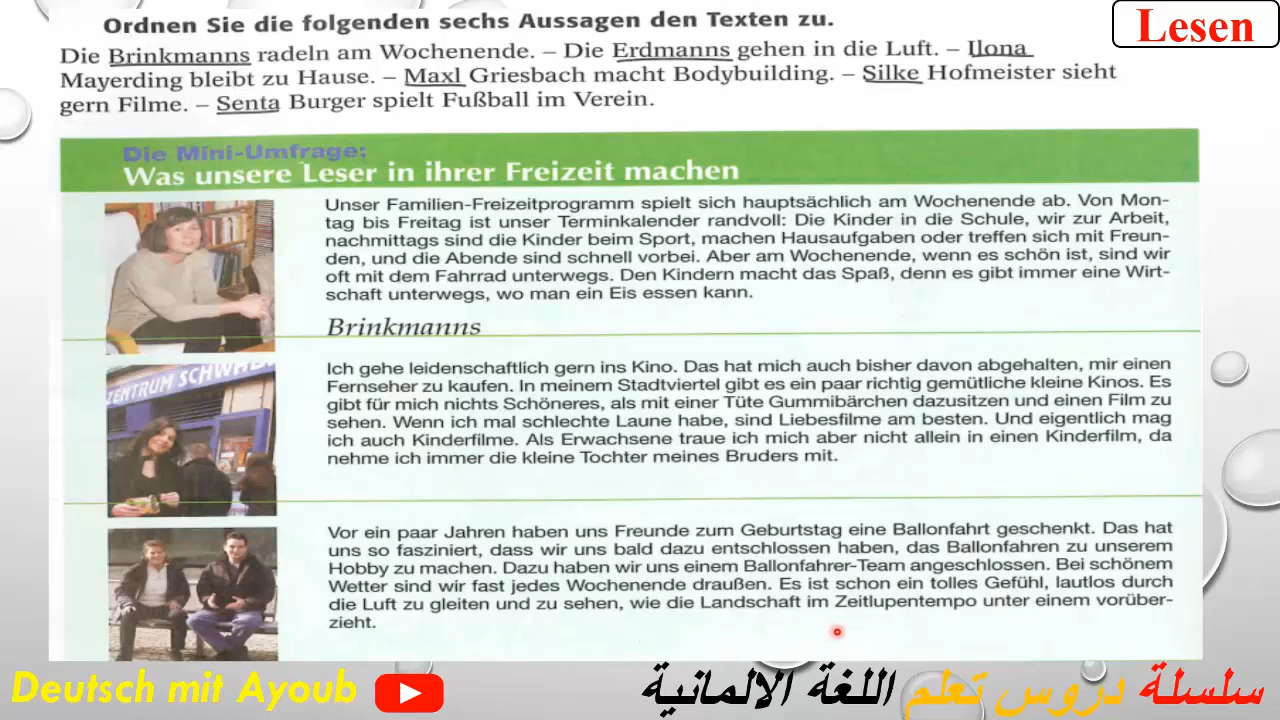 Lesen
Ordnen Sie die folgenden sechs Aussagen den Texten zu.
Die Brinkmanns radeln am Wochenende. – Die Erdmanns gehen in die Luft. – Ilona
Mayerding bleibt zu Hause. – Maxl Griesbach macht Bodybuilding. – Silke Hofmeister sieht
gern Filme. – Senta Burger spielt Fußball im Verein.
Die Mini-Umfrage:
Was unsere Leser in ihrer Freizeit machen
Unser Familien-Freizeitprogramm spielt sich hauptsächlich am Wochenende ab. Von Mon-
tag bis Freitag ist unser Terminkalender randvoll: Die Kinder in die Schule, wir zur Arbeit,
nachmittags sind die Kinder beim Sport, machen Hausaufgaben oder treffen sich mit Freun-
den, und die Abende sind schnell vorbei. Aber am Wochenende, wenn es schön ist, sind wir
oft mit dem Fahrrad unterwegs. Den Kindern macht das Spaß, denn es gibt immer eine Wirt-
schaft unterwegs, wo man ein Eis essen kann.
Brinkmanns
ZENTRUM
Ich gehe leidenschaftlich gern ins Kino. Das hat mich auch bisher davon abgehalten, mir einen
Fernseher zu kaufen. In meinem Stadtviertel gibt es ein paar richtig gemütliche kleine Kinos. Es
gibt für mich nichts Schöneres, als mit einer Tüte Gummibärchen dazusitzen und einen Film zu
sehen. Wenn ich mal schlechte Laune habe, sind Liebesfilme am besten. Und eigentlich mag
ich auch Kinderfilme. Als Erwachsene traue ich mich aber nicht allein in einen Kinderfilm, da
nehme ich immer die kleine Tochter meines Bruders mit.
Vor ein paar Jahren haben uns Freunde zum Geburtstag eine Ballonfahrt geschenkt. Das hat
uns so fasziniert, dass wir uns bald dazu entschlossen haben, das Ballonfahren zu unserem
Hobby zu machen. Dazu haben wir uns einem Ballonfahrer-Team angeschlossen. Bei schönem
Wetter sind wir fast jedes Wochenende draußen. Es ist schon ein tolles Gefühl, lautlos durch
die Luft zu gleiten und zu sehen, wie die Landschaft im Zeitlupentempo unter einem vorüber-
zieht.
Deutsch mit Ayoub
سلسلة دروس تعلم اللغة الالمانية